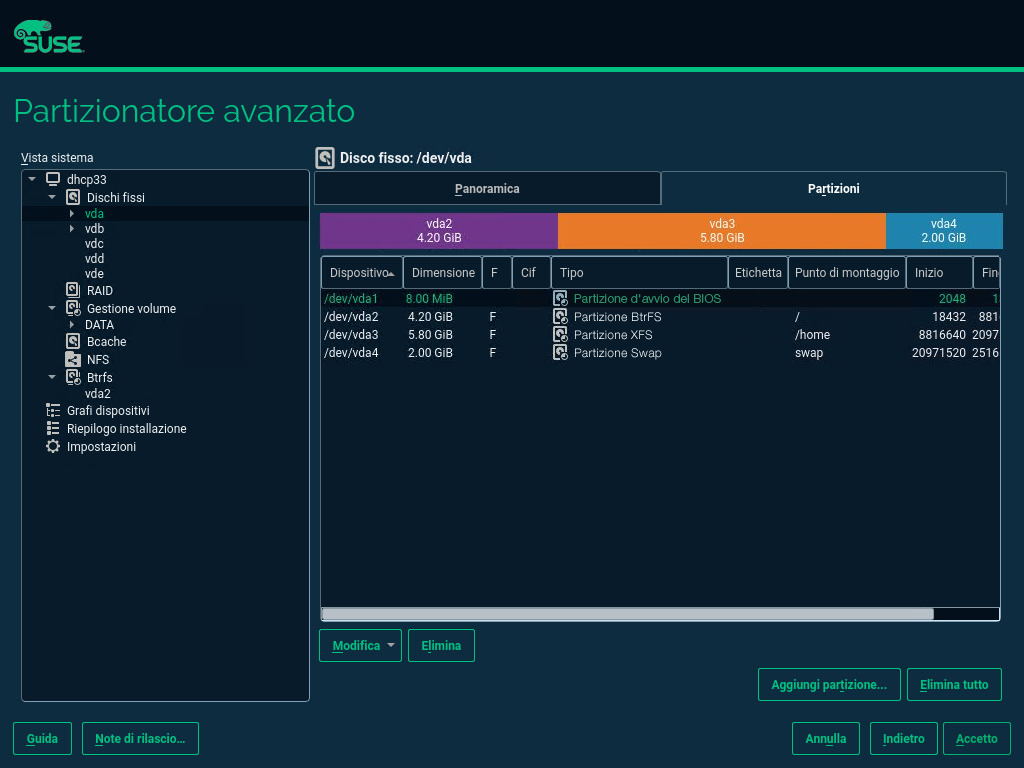 SUSE
Partizionatore avanzato
Vista sistema
dhcp33
Dischi fissi
vda
vdb
vdc
vdd
vde
RAID
Gestione volume
DATA
Bcache
NFS
Btrfs
vda2
Grafi dispositivi
Riepilogo installazione
Impostazioni
Disco fisso: /dev/vda
Panoramica Partizioni
vda2 vda3 vda4
4.20 GiB 5.80 GiB 2.00 GiB
Dispositivo Dimensione F Cif Tipo Etichetta Punto di montaggio Inizio Fin
/dev/vda1 8.00 MiB Partizione d'avvio del BIOS 2048 1
/dev/vda2 4.20 GiB F Partizione BtrFS / 18432 881
/dev/vda3 5.80 GiB F Partizione XFS /home 8816640 2097
/dev/vda4 2.00 GiB F Partizione Swap swap 20971520 2516
Modifica Elimina
Aggiungi partizione... Elimina tutto
Guida Note di rilascio... Annulla Indietro Accetto